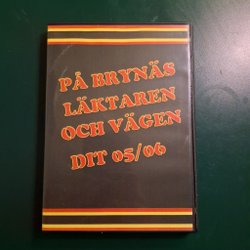 PÅ BRYNÄS
LÄKTAREN
OCH VÄGEN
DIT 05/06